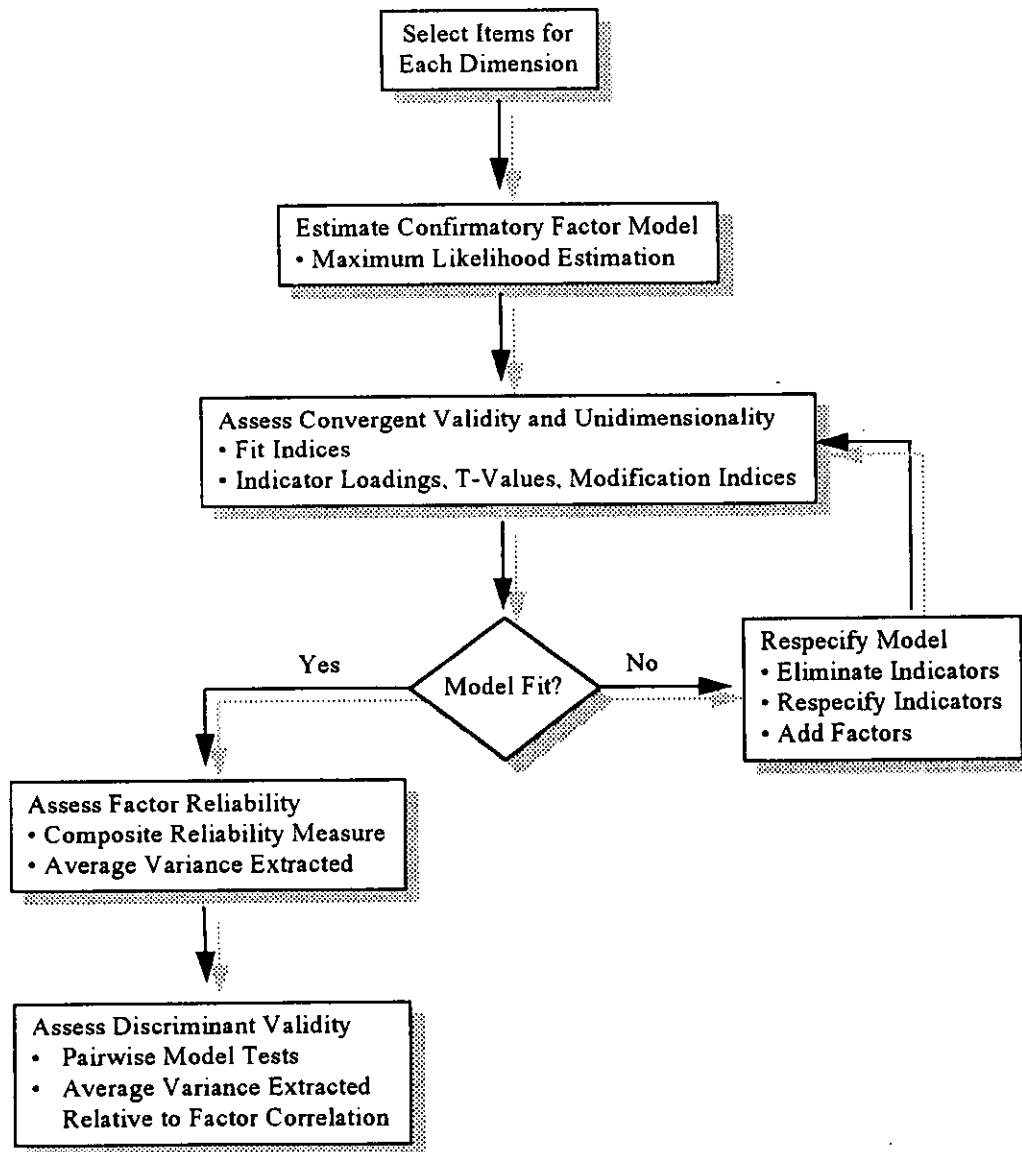 Select Items for
Each Dimension
Estimate Confirmatory Factor Model
• Maximum Likelihood Estimation
Assess Convergent Validity and Unidimensionality
• Fit Indices
• Indicator Loadings, T-Values, Modification Indices
Yes
Model Fit?
No
Respecify Model
• Eliminate Indicators
• Respecify Indicators
• Add Factors
Assess Factor Reliability
• Composite Reliability Measure
• Average Variance Extracted
Assess Discriminant Validity
• Pairwise Model Tests
• Average Variance Extracted
Relative to Factor Correlation